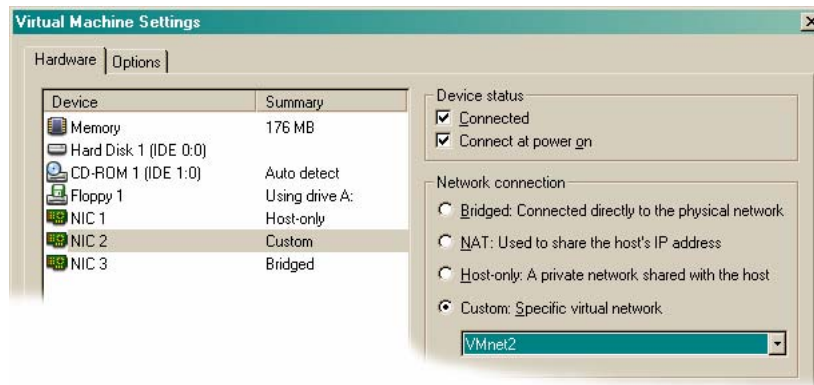 Virtual Machine Settings
Hardware
Options
Device Summary
Memory 176 MB
Hard Disk 1 (IDE 0:0)
CD-ROM 1 (IDE 1:0) Auto detect
Floppy 1 Using drive A:
NIC 1 Host-only
NIC 2 Custom
NIC 3 Bridged
Device status
Connected
Connect at power on
Network connection
Bridged: Connected directly to the physical network
NAT: Used to share the host's IP address
Host-only: A private network shared with the host
Custom: Specific virtual network
VMnet2